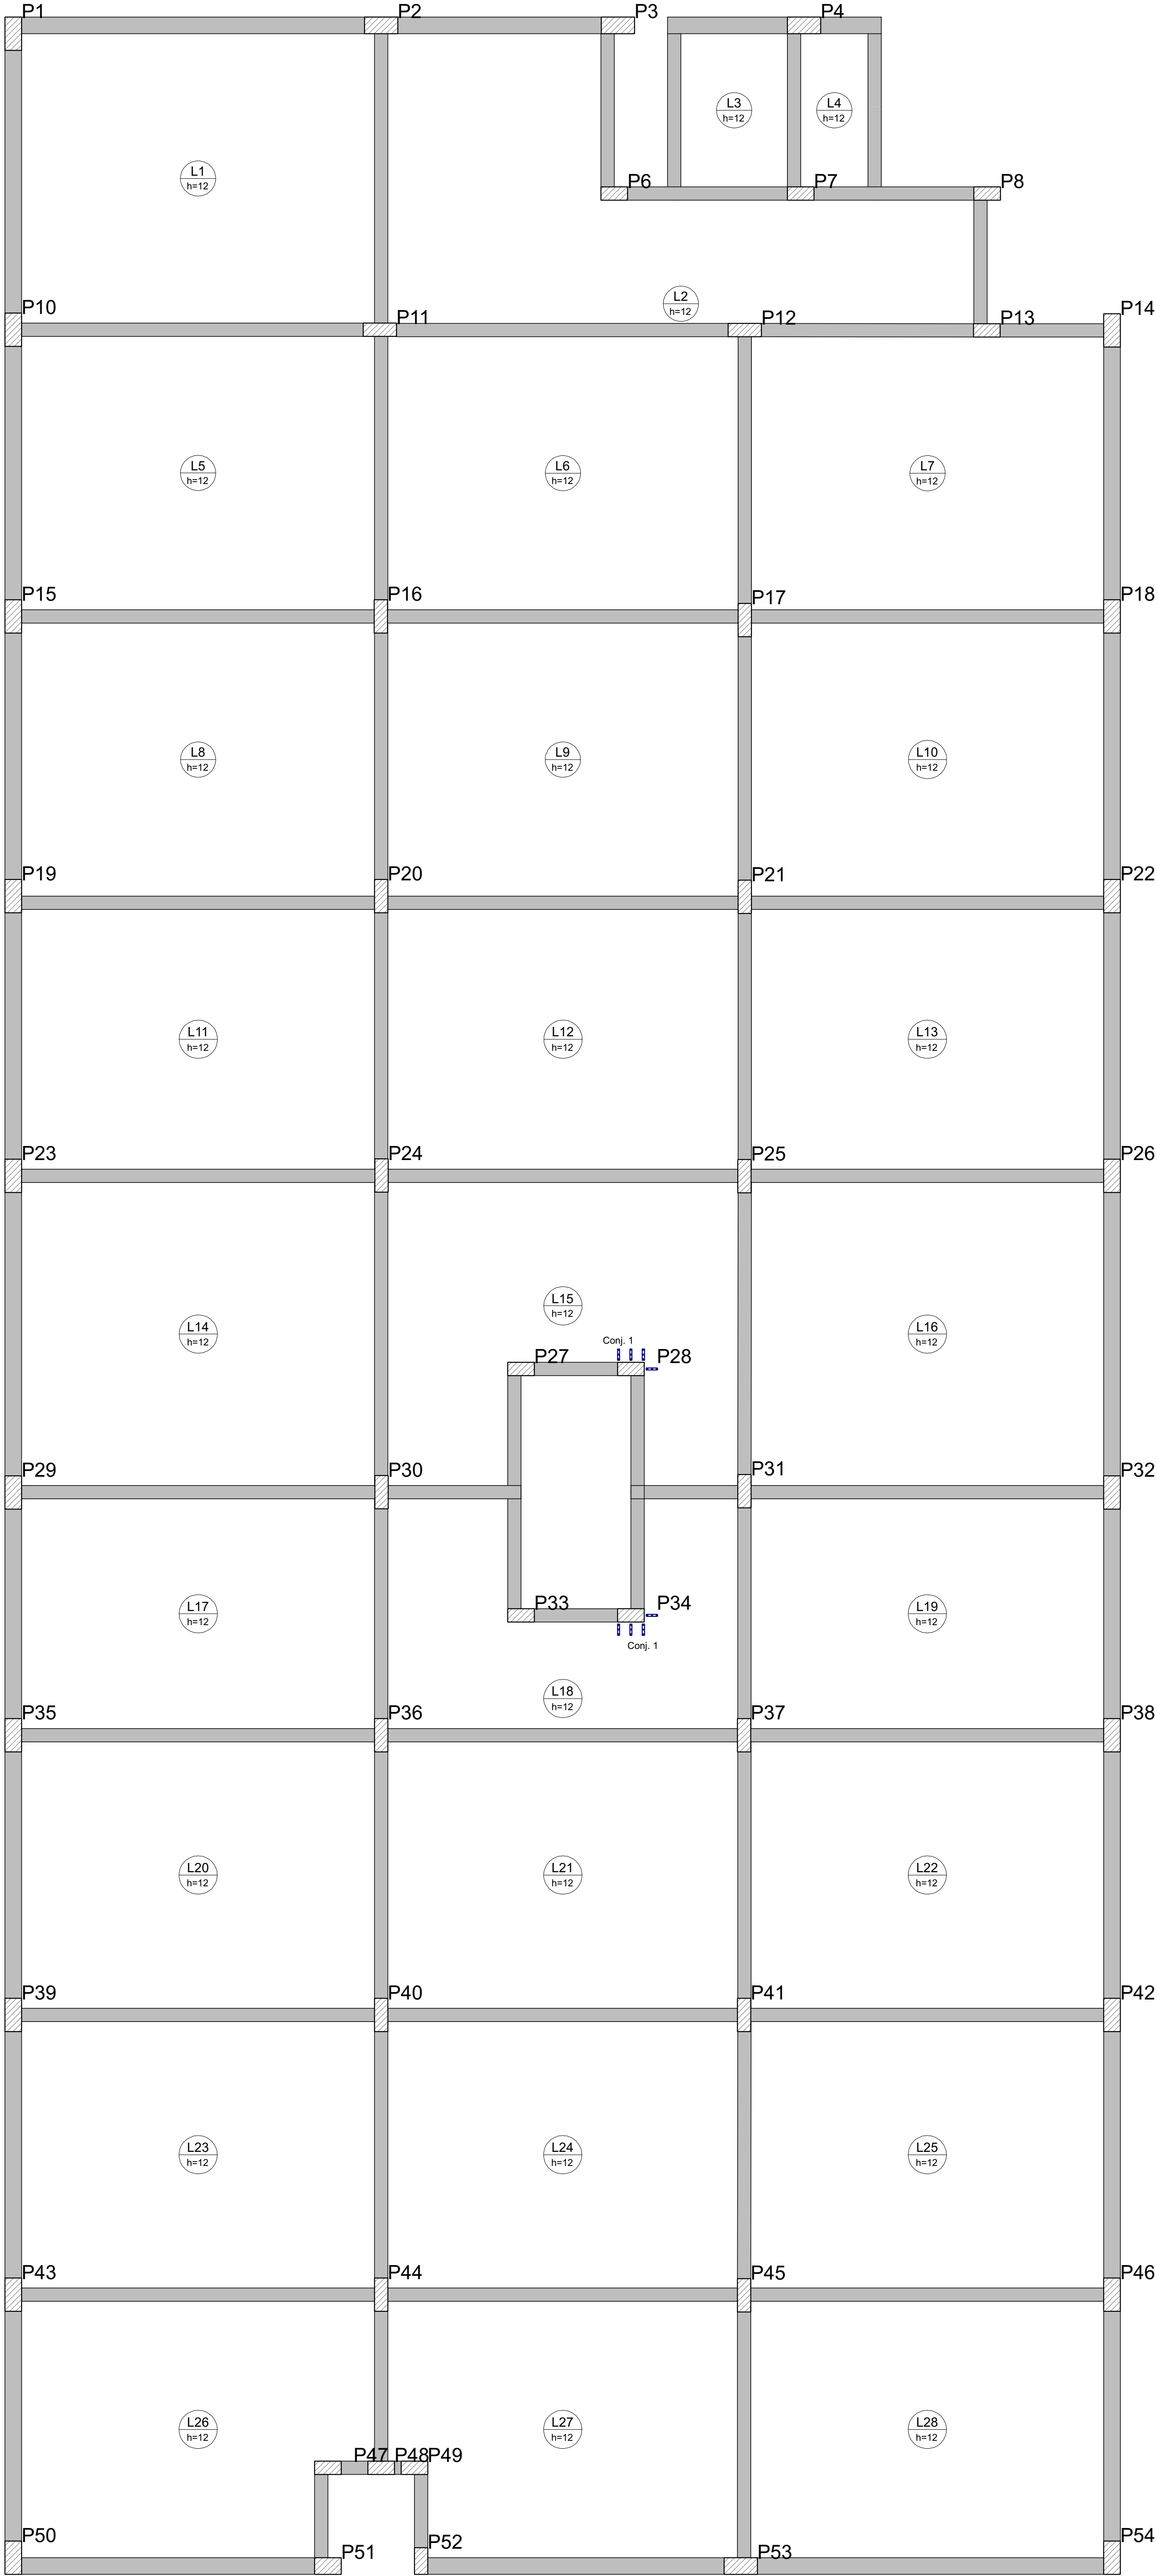 P1
P2
P3
P4
L3
h=12
L4
h=12
L1
h=12
P6
P7
P8
L2
h=12
P10
P11
P12
P13
P14
L5
h=12
L6
h=12
L7
h=12
P15
P16
P17
P18
L8
h=12
L9
h=12
L10
h=12
P19
P20
P21
P22
L11
h=12
L12
h=12
L13
h=12
P23
P24
P25
P26
L15
h=12
L14
h=12
L16
h=12
Conj. 1
P27
P28
P29
P30
P31
P32
P33
P34
L17
h=12
L19
h=12
Conj. 1
L18
h=12
P35
P36
P37
P38
L20
h=12
L21
h=12
L22
h=12
P39
P40
P41
P42
L23
h=12
L24
h=12
L25
h=12
P43
P44
P45
P46
L26
h=12
L27
h=12
L28
h=12
P47
P48
P49
P50
P51
P52
P53
P54